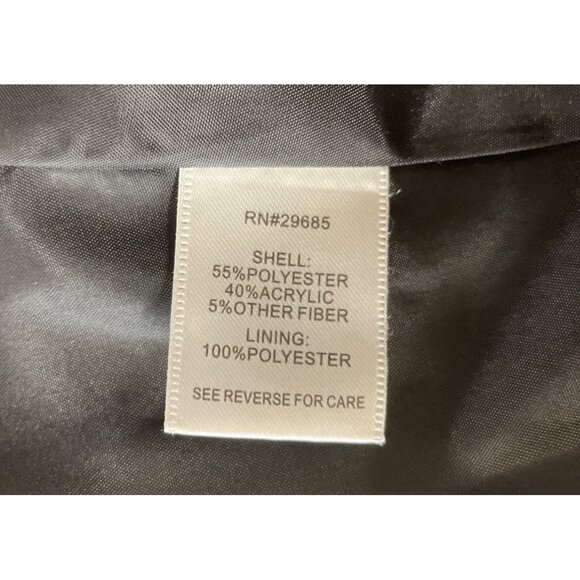 RN#29685
SHELL:
55%POLYESTER
40%ACRYLIC
5%OTHER FIBER
LINING:
100%POLYESTER
SEE REVERSE FOR CARE